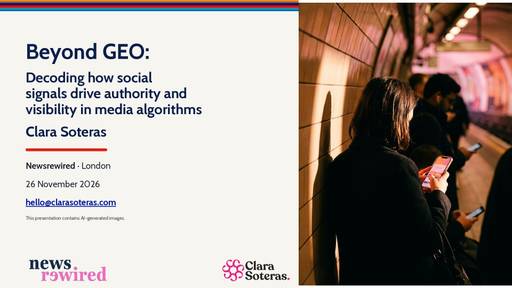 Beyond GEO:
Decoding how social
signals drive authority and
visibility in media algorithms
Clara Soteras
Newsrewired · London
26 November 2026
hello@clarasoteras.com
This presentation contains AI-generated images.
news
rewired
Clara
Soteras.